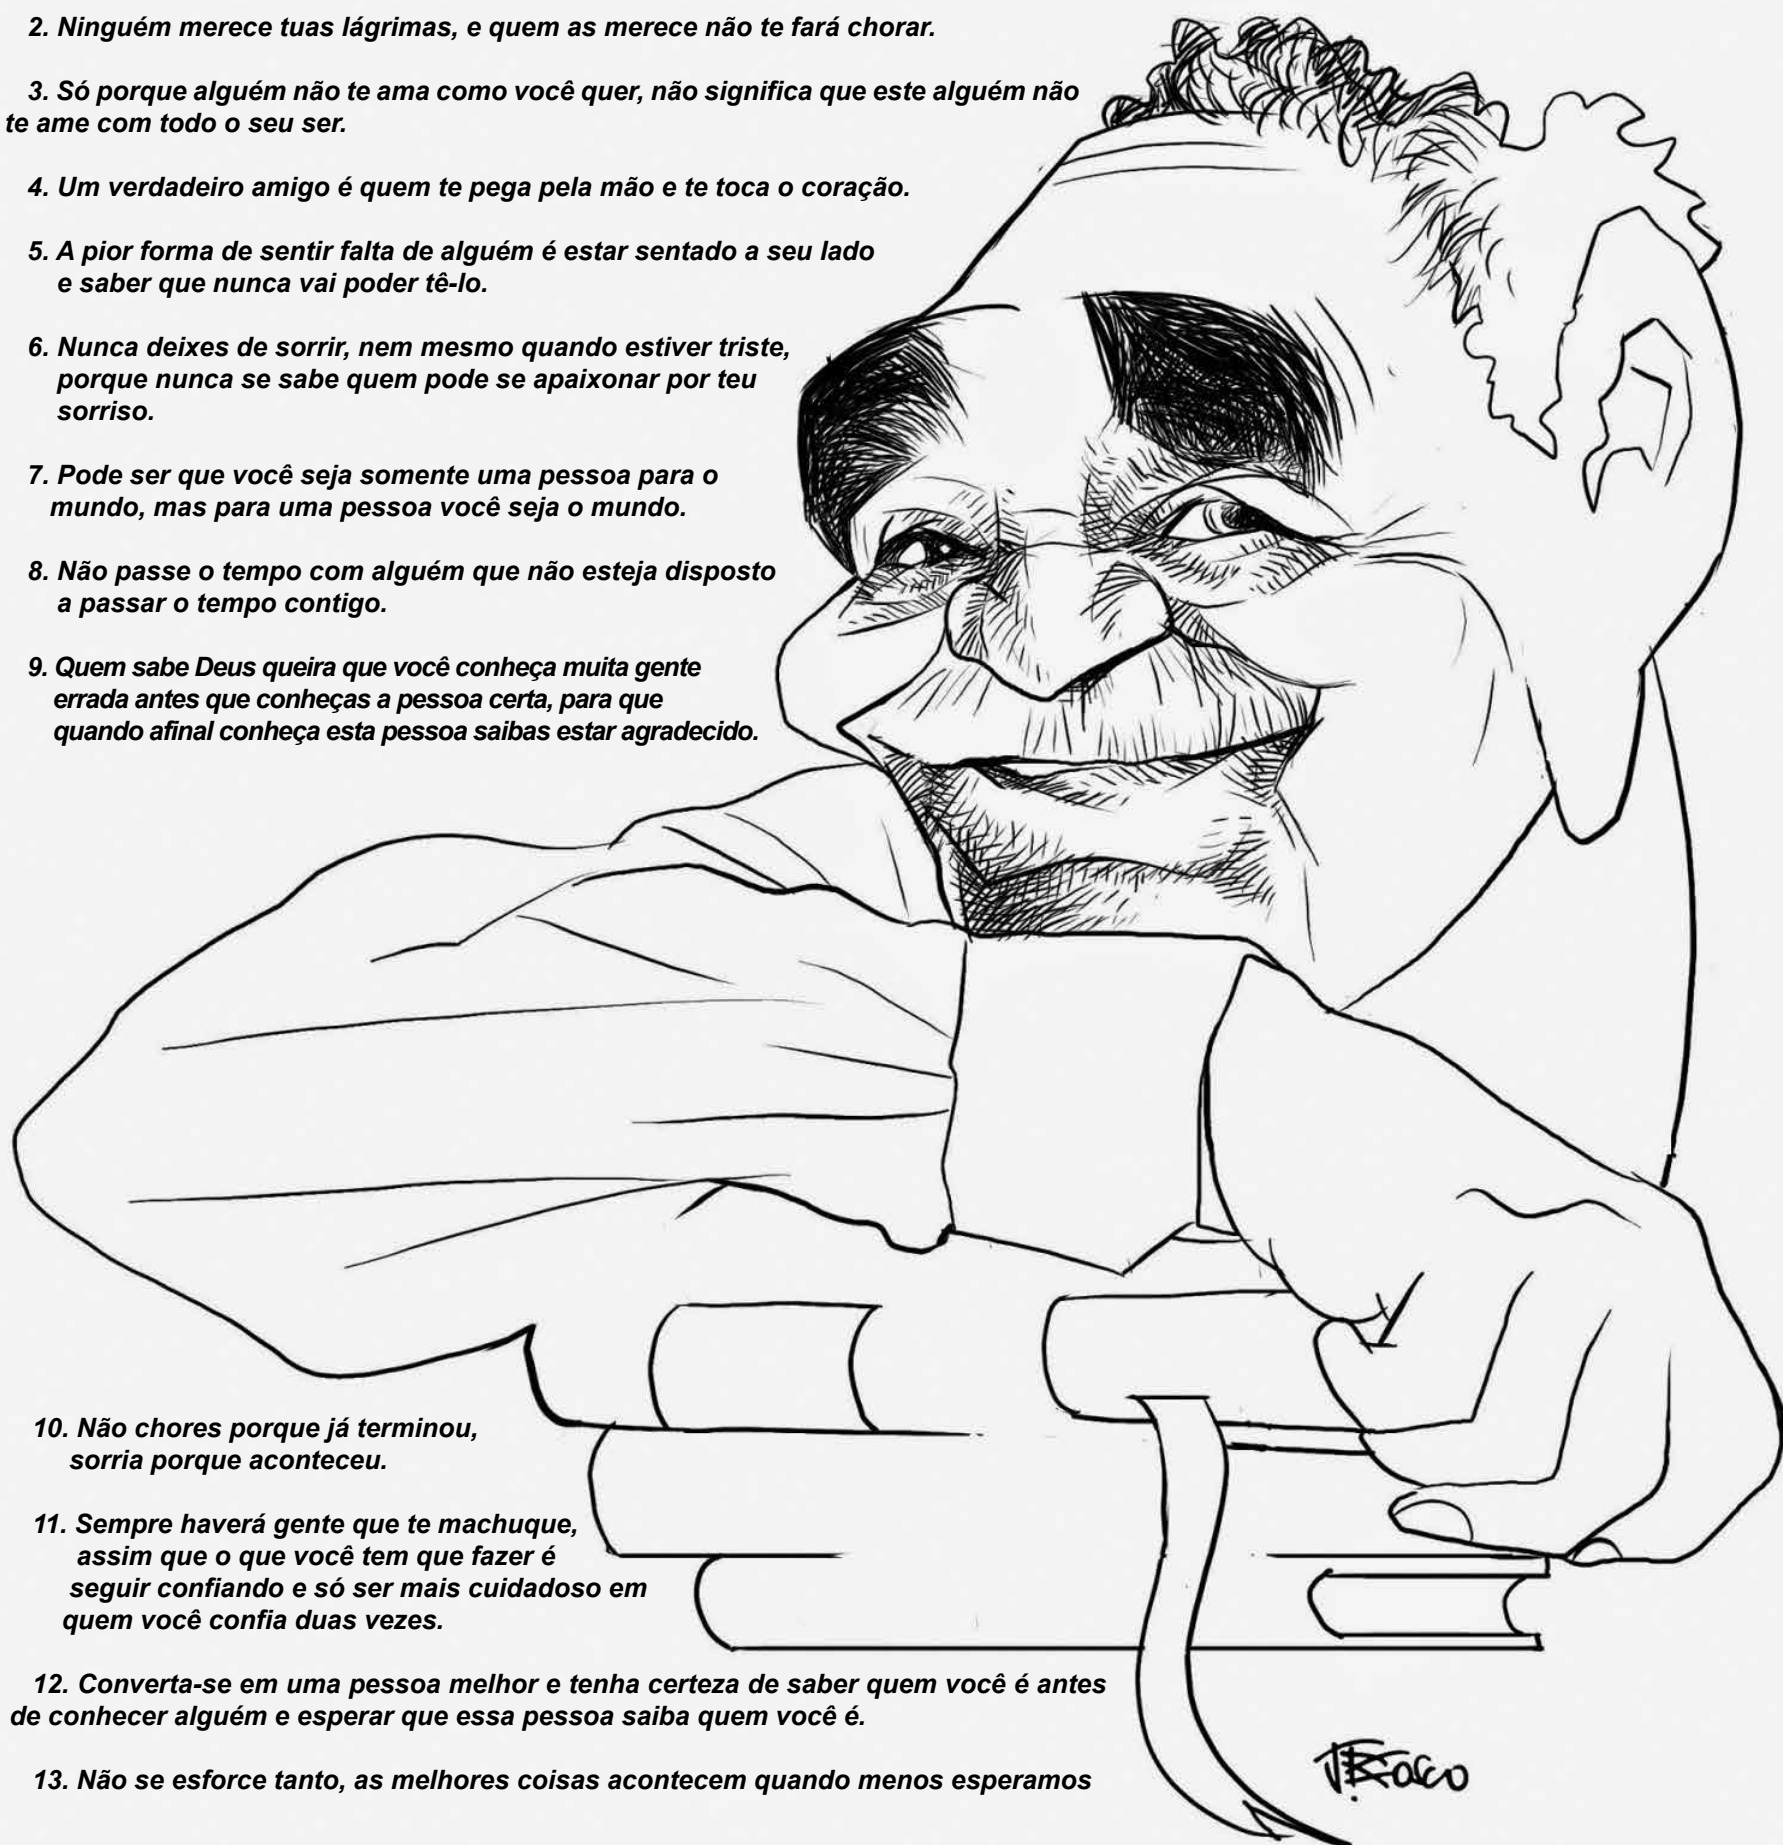 2. Ninguém merece tuas lágrimas, e quem as merece não te fará chorar.
3. Só porque alguém não te ama como você quer, não significa que este alguém não
te ame com todo o seu ser.
4. Um verdadeiro amigo é quem te pega pela mão e te toca o coração.
5. A pior forma de sentir falta de alguém é estar sentado a seu lado
e saber que nunca vai poder tê-lo.
6. Nunca deixes de sorrir, nem mesmo quando estiver triste,
porque nunca se sabe quem pode se apaixonar por teu
sorriso.
7. Pode ser que você seja somente uma pessoa para o
mundo, mas para uma pessoa você seja o mundo.
8. Não passe o tempo com alguém que não esteja disposto
a passar o tempo contigo.
9. Quem sabe Deus queira que você conheça muita gente
errada antes que conheças a pessoa certa, para que
quando afinal conheça esta pessoa saibas estar agradecido.
10. Não chores porque já terminou,
sorria porque aconteceu.
11. Sempre haverá gente que te machuque,
assim que o que você tem que fazer é
seguir confiando e só ser mais cuidadoso em
quem você confia duas vezes.
12. Converta-se em uma pessoa melhor e tenha certeza de saber quem você é antes
de conhecer alguém e esperar que essa pessoa saiba quem você é.
13. Não se esforce tanto, as melhores coisas acontecem quando menos esperamos